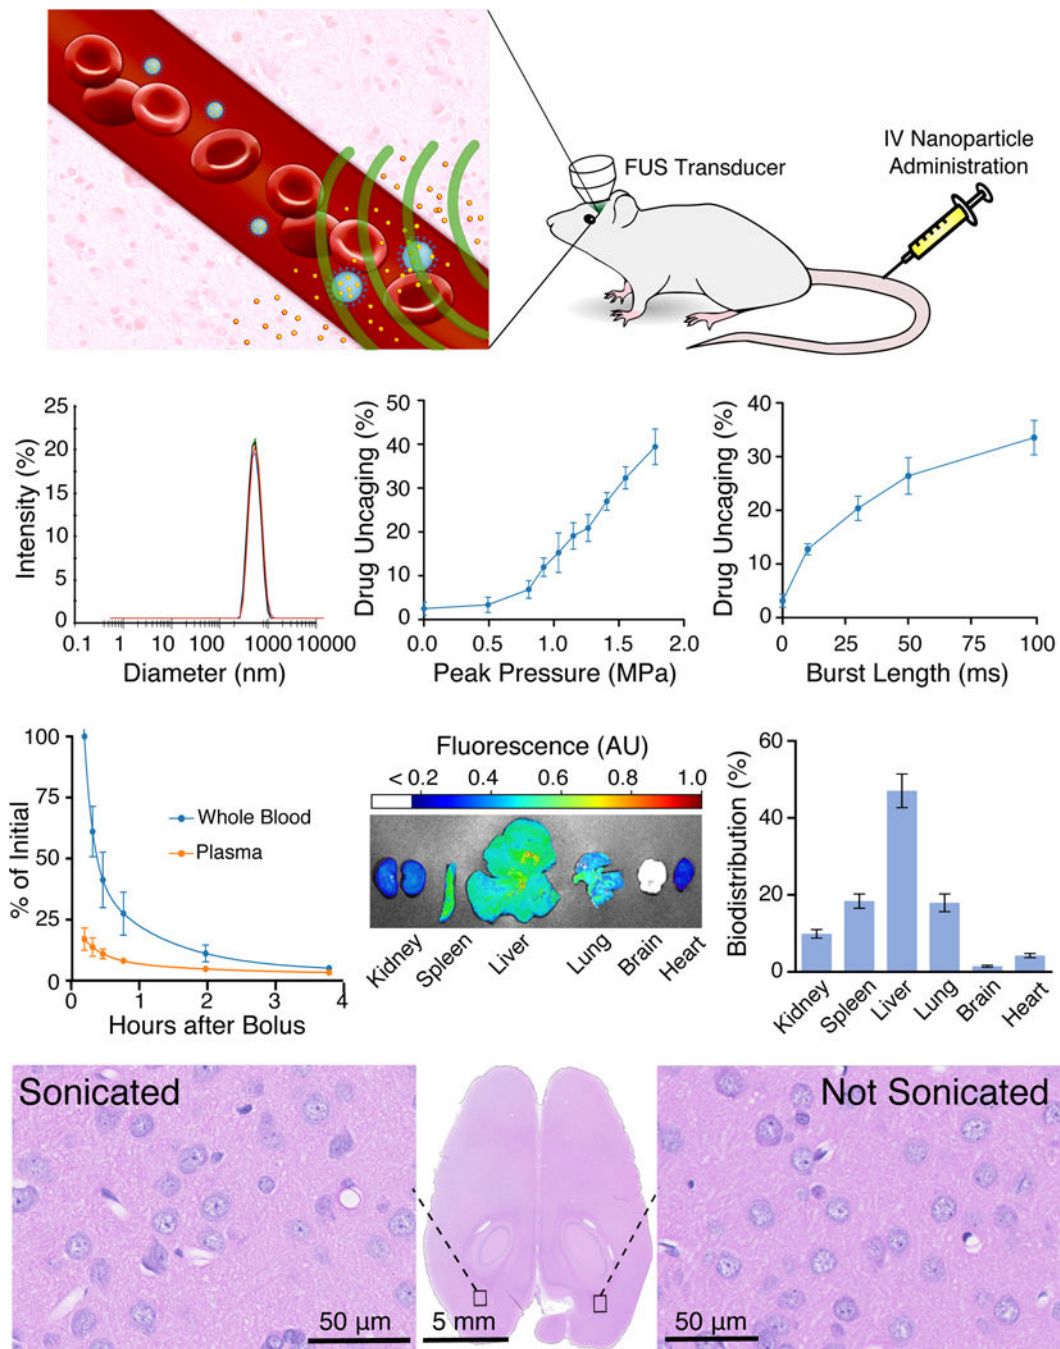 FUS Transducer
IV Nanoparticle
Administration
Intensity (%)
25
20
15
10
5
0
0.1
1
10
100
1000
10000
Diameter (nm)
Drug Uncaging (%)
50
40
30
20
10
0
0.0
0.5
1.0
1.5
2.0
Peak Pressure (MPa)
Drug Uncaging (%)
40
30
20
10
0
0
25
50
75
100
Burst Length (ms)
% of Initial
100
75
50
25
0
Whole Blood
Plasma
0
1
2
3
4
Hours after Bolus
Fluorescence (AU)
< 0.2
0.4
0.6
0.8
1.0
Kidney
Spleen
Liver
Lung
Brain
Heart
Biodistribution (%)
60
40
20
0
Kidney
Spleen
Liver
Lung
Brain
Heart
Sonicated
50 µm
5 mm
Not Sonicated
50 µm